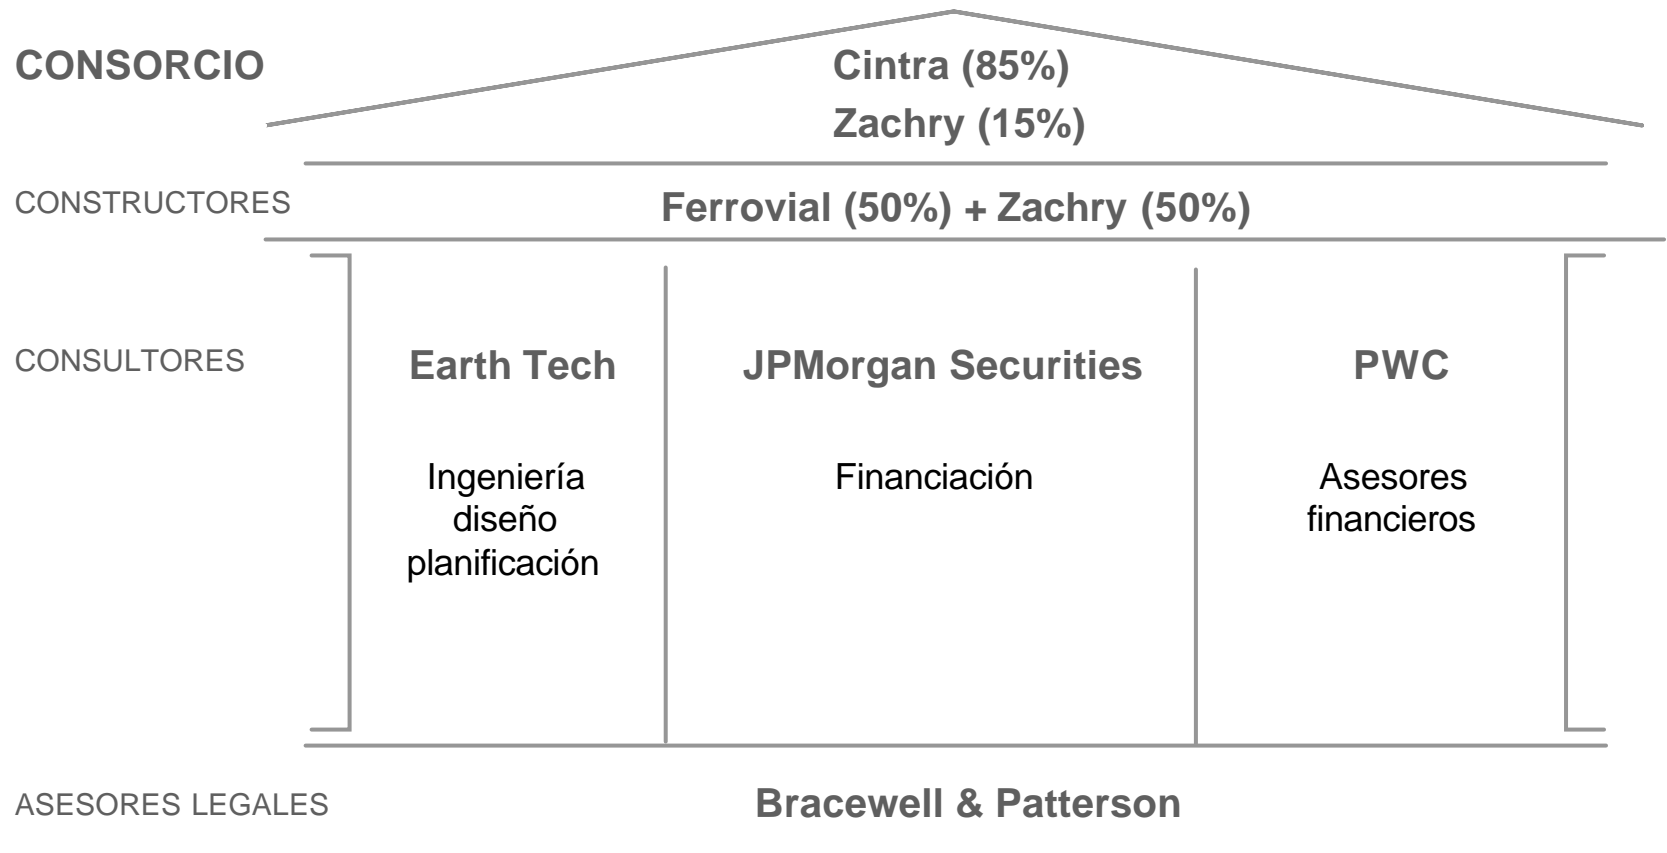 CONSORCIO
Cintra (85%)
Zachry (15%)
CONSTRUCTORES
Ferrovial (50%) + Zachry (50%)
CONSULTORES
Earth Tech
JPMorgan Securities
PWC
Ingeniería
diseño
planificación
Financiación
Asesores
financieros
ASESORES LEGALES
Bracewell & Patterson